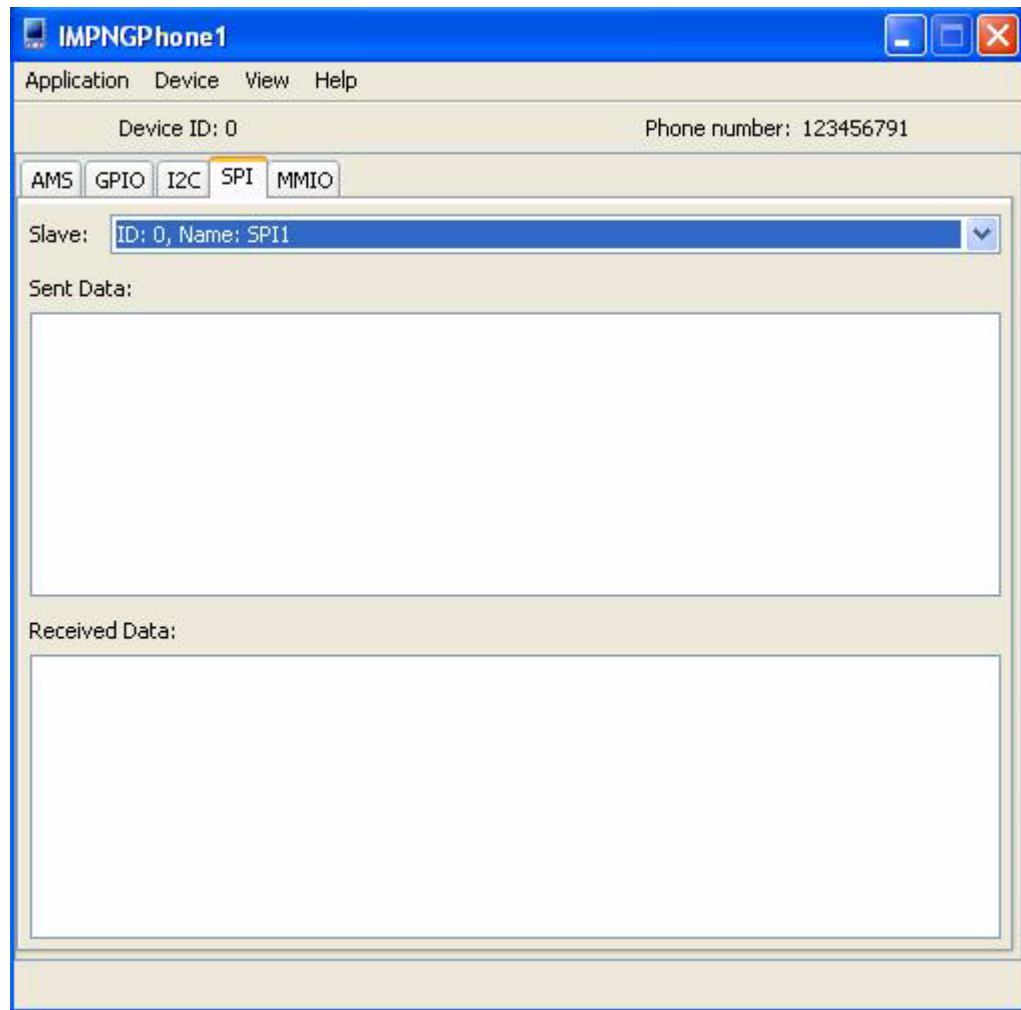 IMPNGPhone1
Application Device View Help
Device ID: 0 Phone number: 123456791
AMS GPIO I2C SPI MMIO
Slave: ID: 0, Name: SPI1
Sent Data:
Received Data: